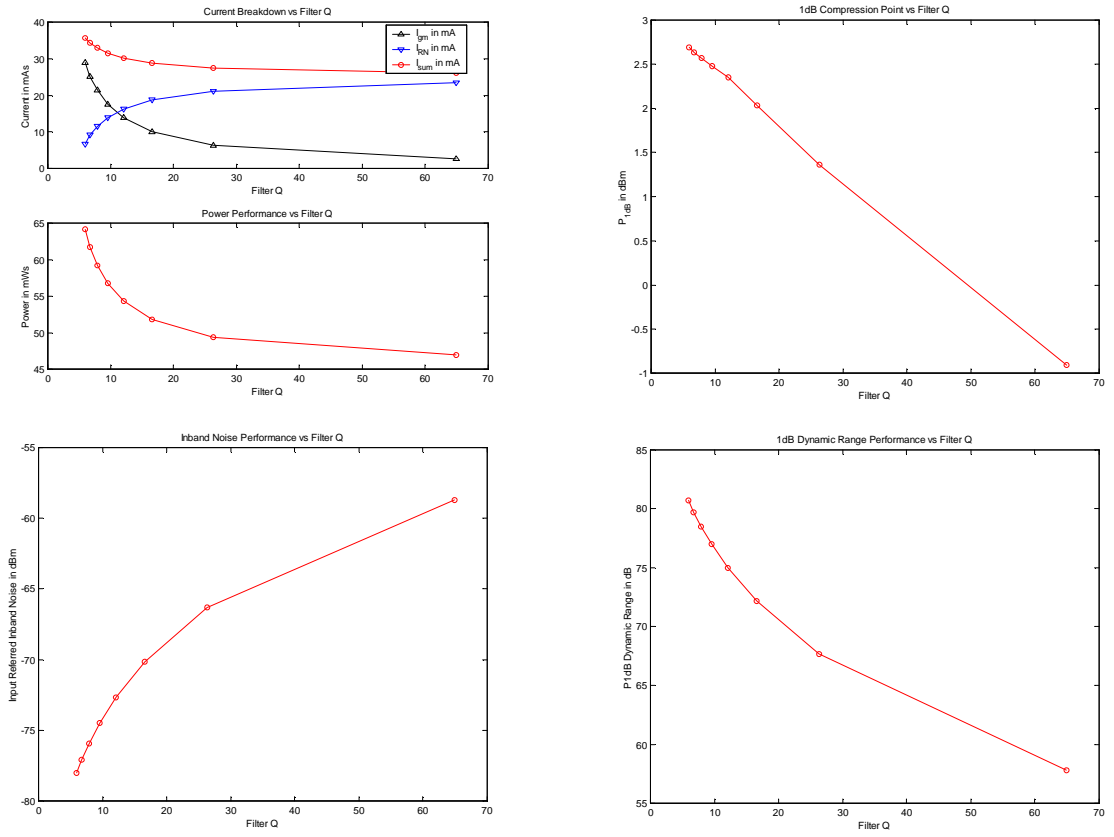 Current Breakdown vs Filter Q
40
30
20
10
0
Current in mAs
I_gm in mA
I_RN in mA
I_sum in mA
0 10 20 30 40 50 60 70
Filter Q
Power Performance vs Filter Q
65
60
55
50
45
Power in mWs
0 10 20 30 40 50 60 70
Filter Q
1dB Compression Point vs Filter Q
3
2.5
2
1.5
1
0.5
0
-0.5
-1
P_1dB in dBm
0 10 20 30 40 50 60 70
Filter Q
Inband Noise Performance vs Filter Q
-55
-60
-65
-70
-75
-80
Input Referred Inband Noise in dBm
0 10 20 30 40 50 60 70
Filter Q
1dB Dynamic Range Performance vs Filter Q
85
80
75
70
65
60
55
P1dB Dynamic Range in dB
0 10 20 30 40 50 60 70
Filter Q